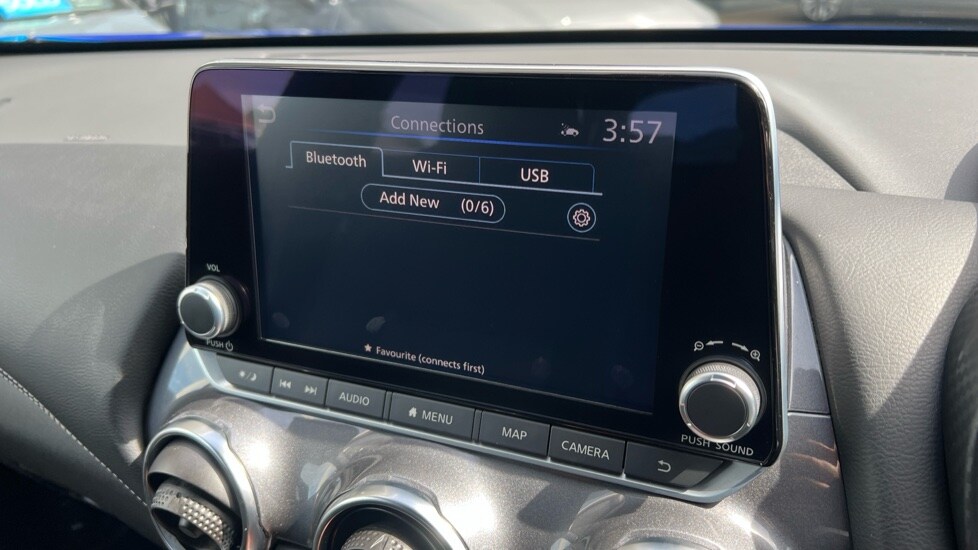 Connections 3:57
Bluetooth Wi-Fi USB
Add New (0/6)
★ Favourite (connects first)
VOL
PUSH
AUDIO MENU MAP CAMERA
PUSH SOUND